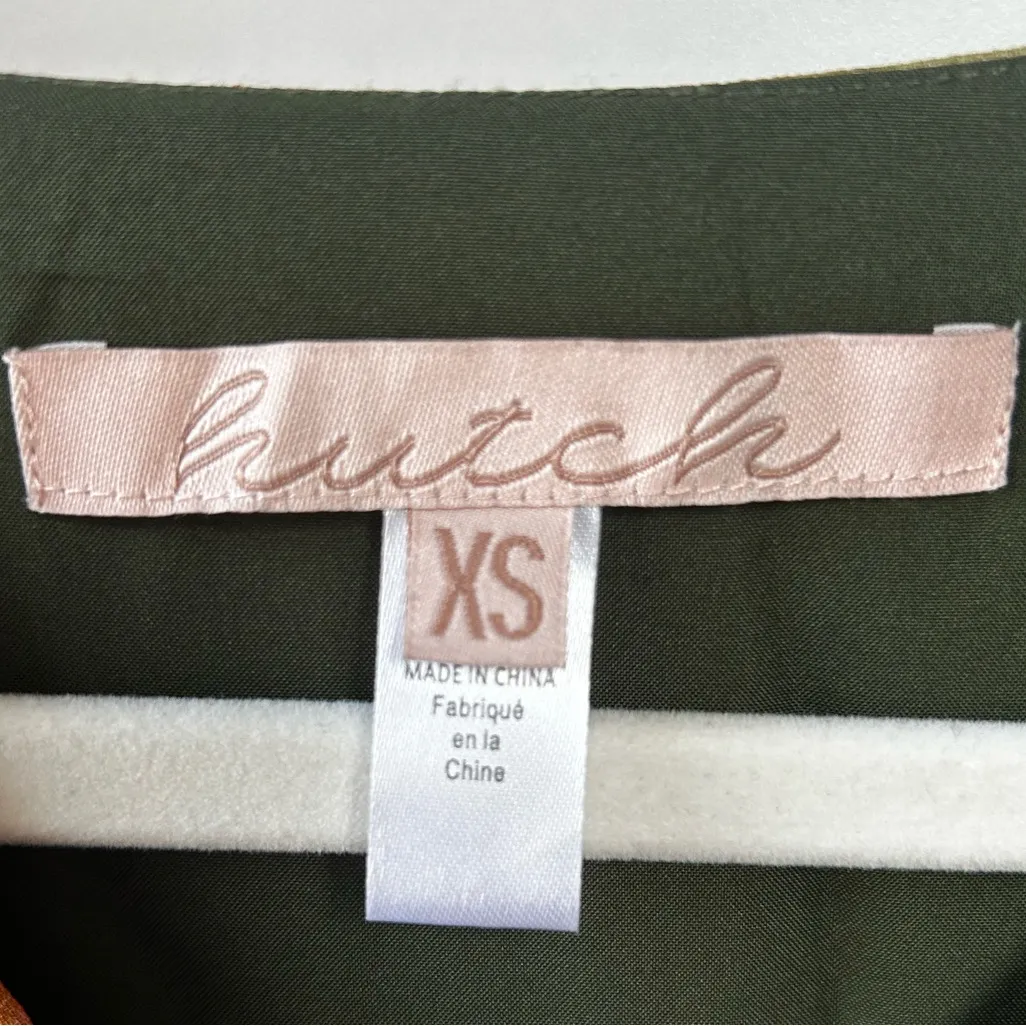 hutch
XS
MADE IN CHINA
Fabriqué
en la
Chine